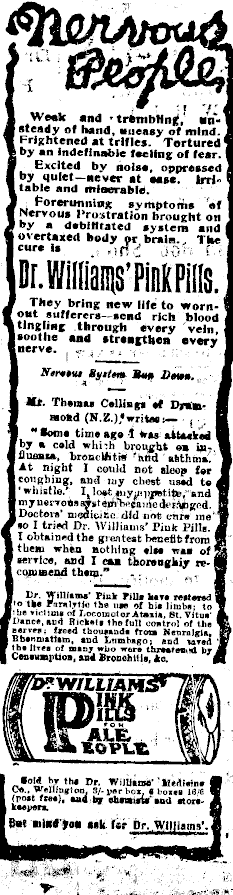 Nervous
People
Weak and trembling, un-
steady of hand, uneasy of mind.
Frightened at trifles. Tortured
by an indefinable feeling of fear.
Excited by noise, oppressed
by quiet—never at ease. Irri-
table and miserable.
Forerunning symptoms of
Nervous Prostration brought on
by a debilitated system and
overtaxed body or brain. The
cure is
Dr. Williams' Pink Pills.
They bring new life to worn-
out sufferers—send rich blood
tingling through every vein,
soothe and strengthen every
nerve.
Nervous System Run Down.
Mr. Thomas Collings of Drum-
mond (N.Z.) writes:—
"Some time ago I was attacked
by a cold which brought on in-
fluenza, bronchitis and asthma.
At night I could not sleep for
coughing, and my chest used to
'whistle.' I lost my appetite, and
my nervous system became deranged.
Doctors' medicine did not cure me
so I tried Dr. Williams' Pink Pills.
I obtained the greatest benefit from
them when nothing else was of
service, and I can thoroughly re-
commend them."
Dr. Williams' Pink Pills have restored
to the Paralytic the use of his limbs; to
the victims of Locomotor Ataxia, St. Vitus'
Dance, and Rickets the full control of the
nerves; freed thousands from Neuralgia,
Rheumatism, and Lumbago; and saved
the lives of many who were threatened by
Consumption, and Bronchitis, &c.
DR WILLIAMS'
PINK
PILLS
FOR
PALE
PEOPLE
Sold by the Dr. Williams' Medicine
Co., Wellington, 3/- per box, 6 boxes 16/6
(post free), and by chemists and store-
keepers.
But mind you ask for Dr. Williams'.